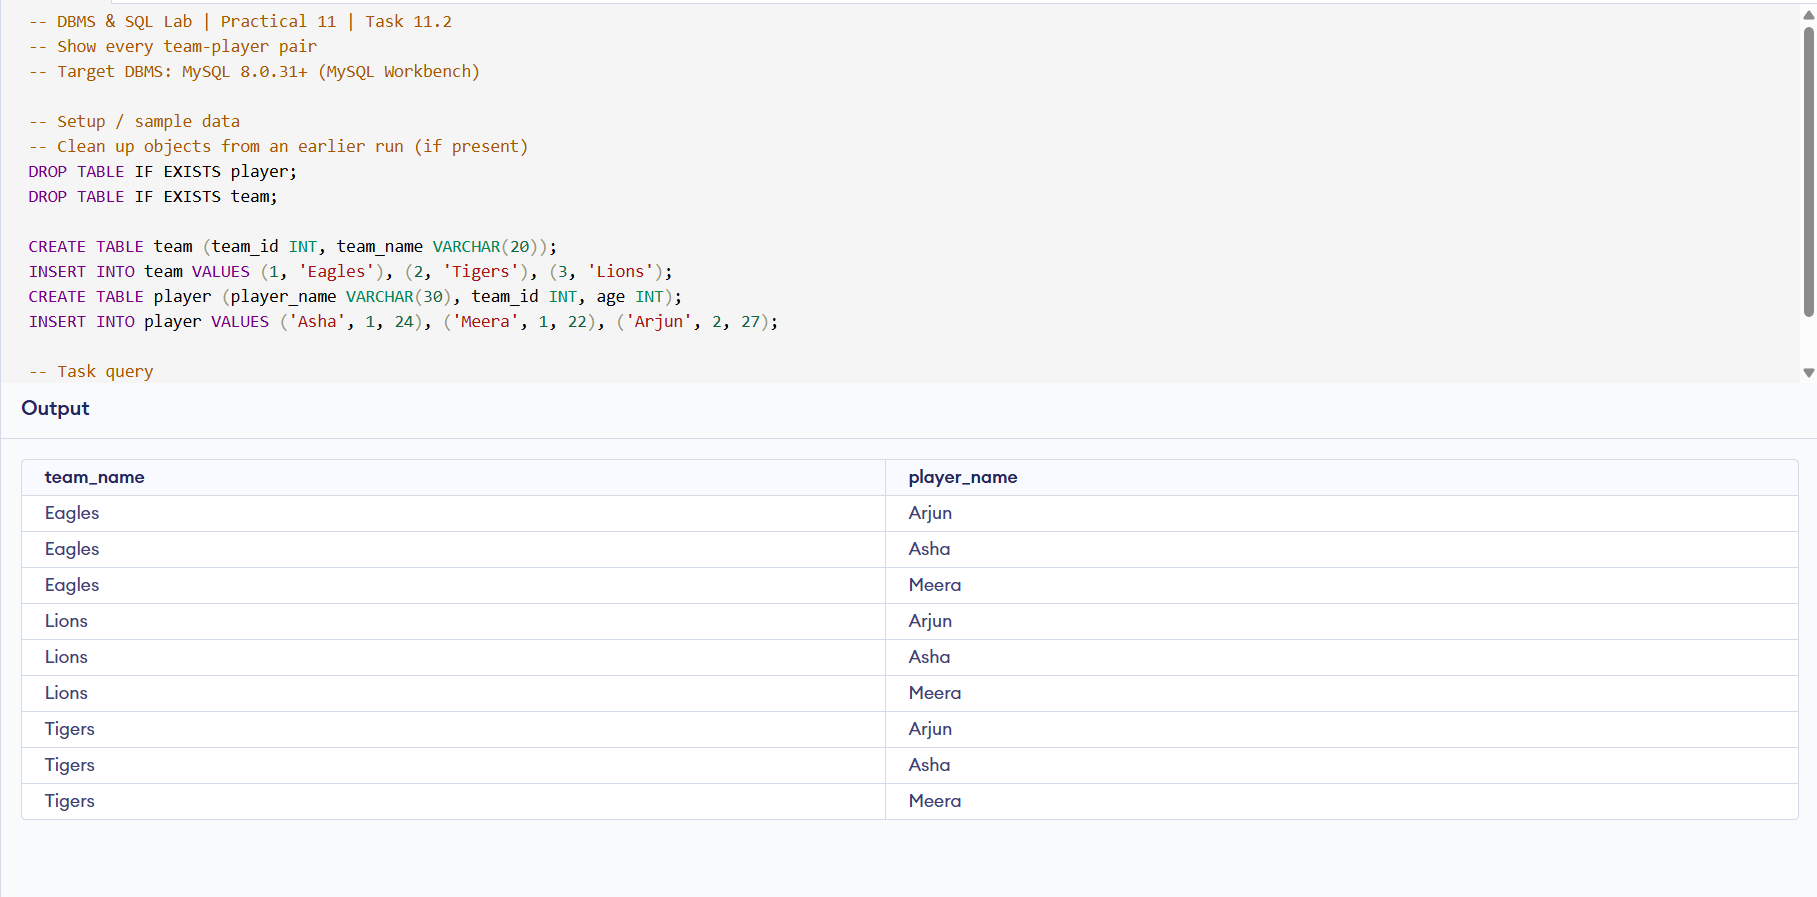 -- DBMS & SQL Lab | Practical 11 | Task 11.2
-- Show every team-player pair
-- Target DBMS: MySQL 8.0.31+ (MySQL Workbench)
-- Setup / sample data
-- Clean up objects from an earlier run (if present)
DROP TABLE IF EXISTS player;
DROP TABLE IF EXISTS team;
CREATE TABLE team (team_id INT, team_name VARCHAR(20));
INSERT INTO team VALUES (1, 'Eagles'), (2, 'Tigers'), (3, 'Lions');
CREATE TABLE player (player_name VARCHAR(30), team_id INT, age INT);
INSERT INTO player VALUES ('Asha', 1, 24), ('Meera', 1, 22), ('Arjun', 2, 27);
-- Task query
Output
team_name player_name
Eagles Arjun
Eagles Asha
Eagles Meera
Lions Arjun
Lions Asha
Lions Meera
Tigers Arjun
Tigers Asha
Tigers Meera